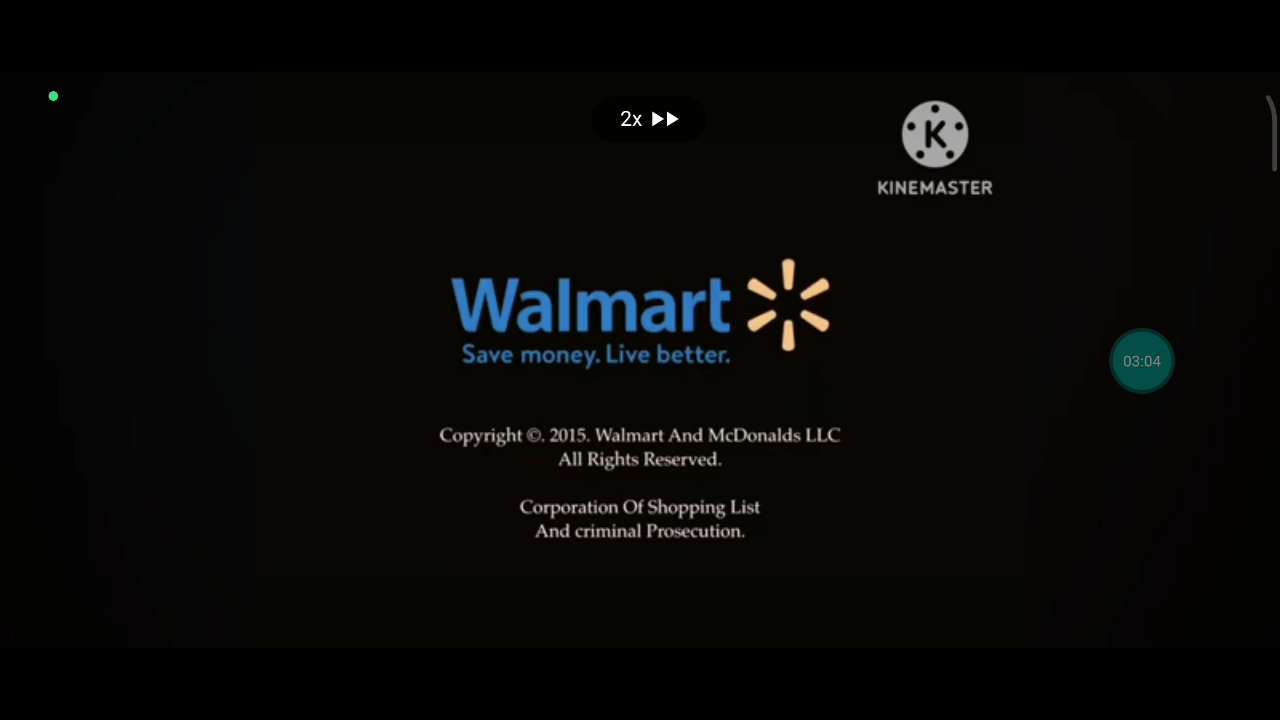 2x
K
KINEMASTER
Walmart
Save money. Live better.
03:04
Copyright ©. 2015. Walmart And McDonalds LLC
All Rights Reserved.
Corporation Of Shopping List
And criminal Prosecution.